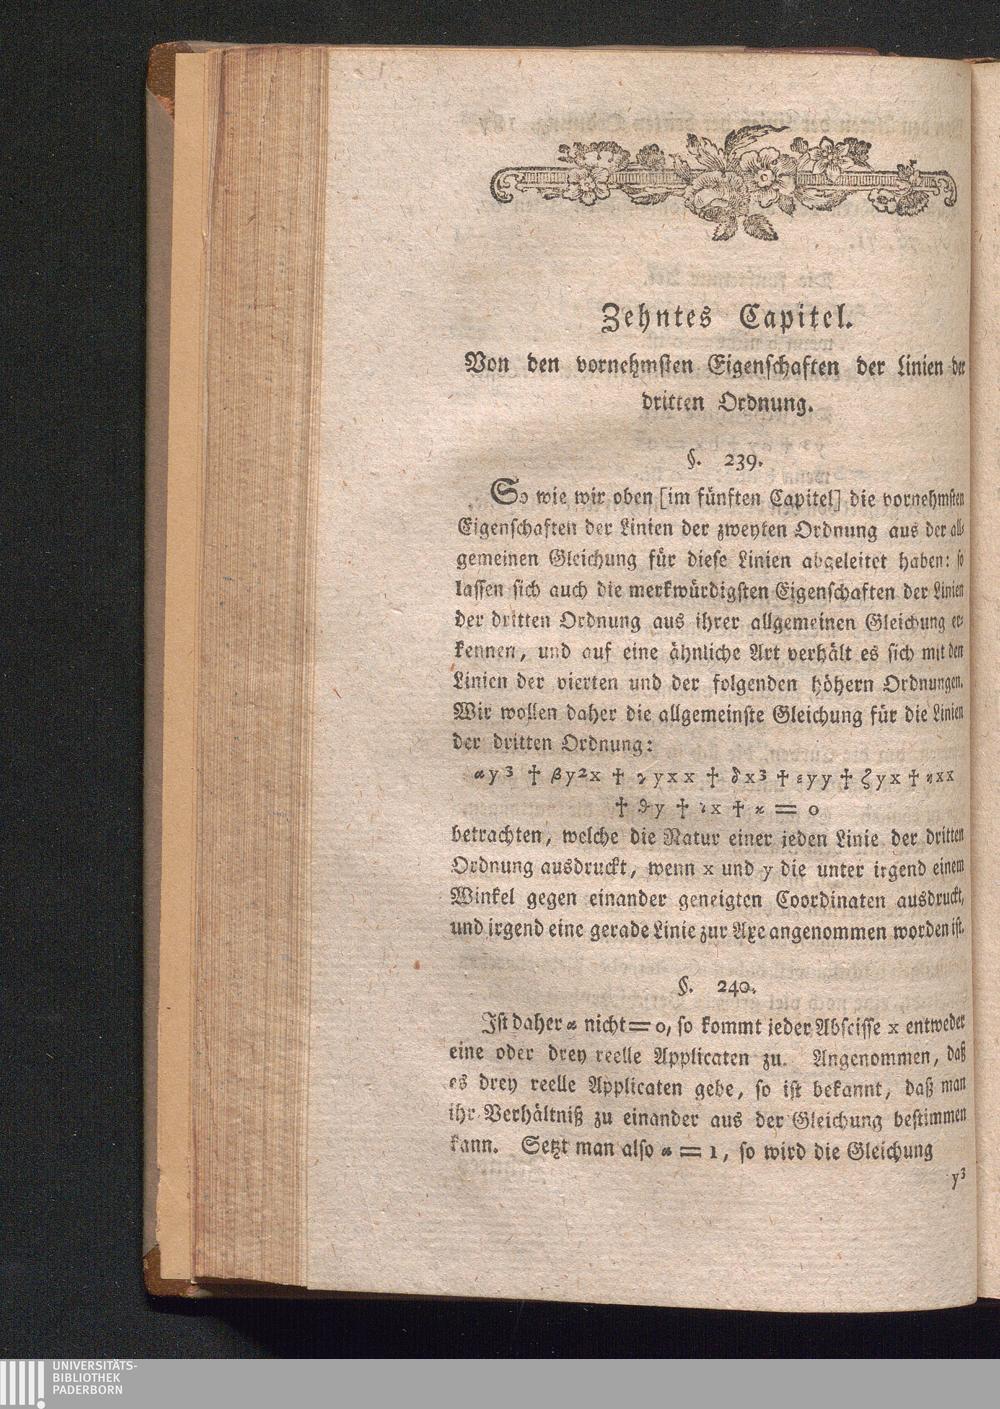 Zehntes Capitel.
Von den vornehmsten Eigenschaften der Linien der
dritten Ordnung.
§. 239.
So wie wir oben [im fünften Capitel] die vornehmsten
Eigenschaften der Linien der zweyten Ordnung aus der all-
gemeinen Gleichung für diese Linien abgeleitet haben: so
lassen sich auch die merkwürdigsten Eigenschaften der Linien
der dritten Ordnung aus ihrer allgemeinen Gleichung er-
kennen, und auf eine ähnliche Art verhält es sich mit den
Linien der vierten und der folgenden höhern Ordnungen.
Wir wollen daher die allgemeinste Gleichung für die Linien
der dritten Ordnung:
αy³ † βy²x † γyxx † δx³ † εyy † ζyx † ηxx
† ϑy † ιx † ϰ = 0
betrachten, welche die Natur einer jeden Linie der dritten
Ordnung ausdruckt, wenn x und y die unter irgend einem
Winkel gegen einander geneigten Coordinaten ausdruckt,
und irgend eine gerade Linie zur Axe angenommen worden ist.
§. 240.
Ist daher α nicht = 0, so kommt jeder Abscisse x entweder
eine oder drey reelle Applicaten zu. Angenommen, daß
es drey reelle Applicaten gebe, so ist bekannt, daß man
ihr Verhältniß zu einander aus der Gleichung bestimmen
kann. Setzt man also α = 1, so wird die Gleichung
y³
UNIVERSITÄTS-
BIBLIOTHEK
PADERBORN